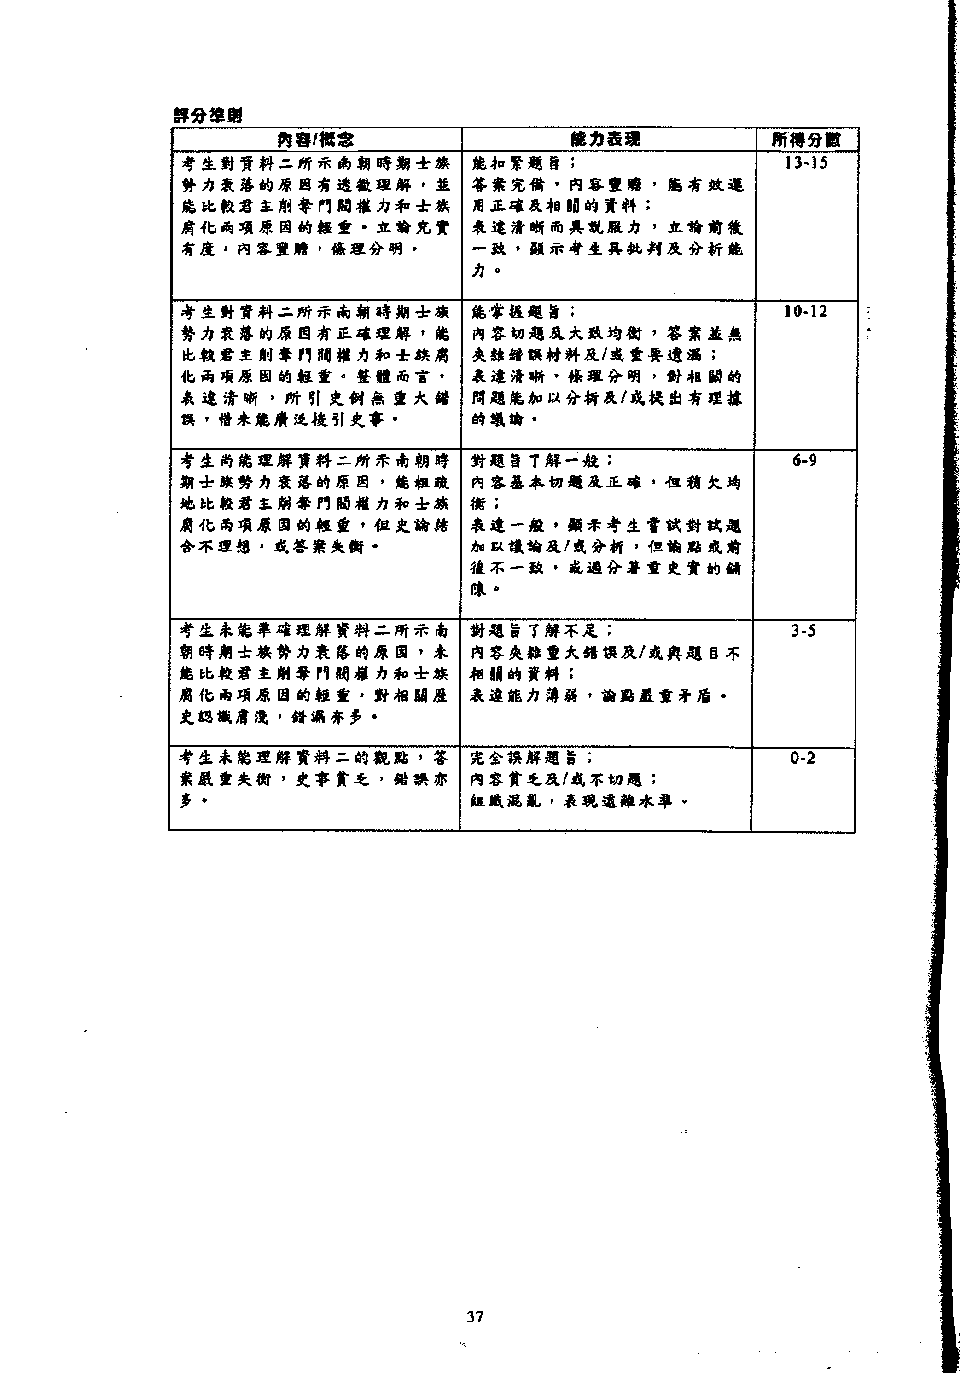 評分準則
內容/概念
能力表現
所得分數
考生對資料二所示南朝時期士族
勢力衰落的原因有透徹理解，並
能比較君主削奪門閥權力和士族
腐化兩項原因的輕重。立論充實
有度，內容豐贍，條理分明。
能扣緊題旨；
答案完備，內容豐贍，能有效運
用正確及相關的資料；
表達清晰而具說服力，立論前後
一致，顯示考生具批判及分析能
力。
13-15
考生對資料二所示南朝時期士族
勢力衰落的原因有正確理解，能
比較君主削奪門閥權力和士族腐
化兩項原因的輕重。整體而言，
表達清晰，所引史例無重大錯
誤，惜未能廣泛援引史事。
能掌握題旨；
內容切題及大致均衡，答案並無
夾雜錯誤材料及/或重要遺漏；
表達清晰，條理分明，對相關的
問題能加以分析及/或提出有理據
的議論。
10-12
考生尚能理解資料二所示南朝時
期士族勢力衰落的原因，能粗疏
地比較君主削奪門閥權力和士族
腐化兩項原因的輕重，但史論結
合不理想，或答案失衡。
對題旨了解一般；
內容基本切題及正確，但稍欠均
衡；
表達一般，顯示考生嘗試對試題
加以議論及/或分析，但論點或前
後不一致，或過分著重史實的鋪
陳。
6-9
考生未能準確理解資料二所示南
朝時期士族勢力衰落的原因，未
能比較君主削奪門閥權力和士族
腐化兩項原因的輕重，對相關歷
史認識膚淺，錯漏亦多。
對題旨了解不足；
內容夾雜重大錯誤及/或與題目不
相關的資料；
表達能力薄弱，論點嚴重矛盾。
3-5
考生未能理解資料二的觀點，答
案嚴重失衡，史事貧乏，錯誤亦
多。
完全誤解題旨；
內容貧乏及/或不切題；
組織混亂，表現遠離水準。
0-2
37